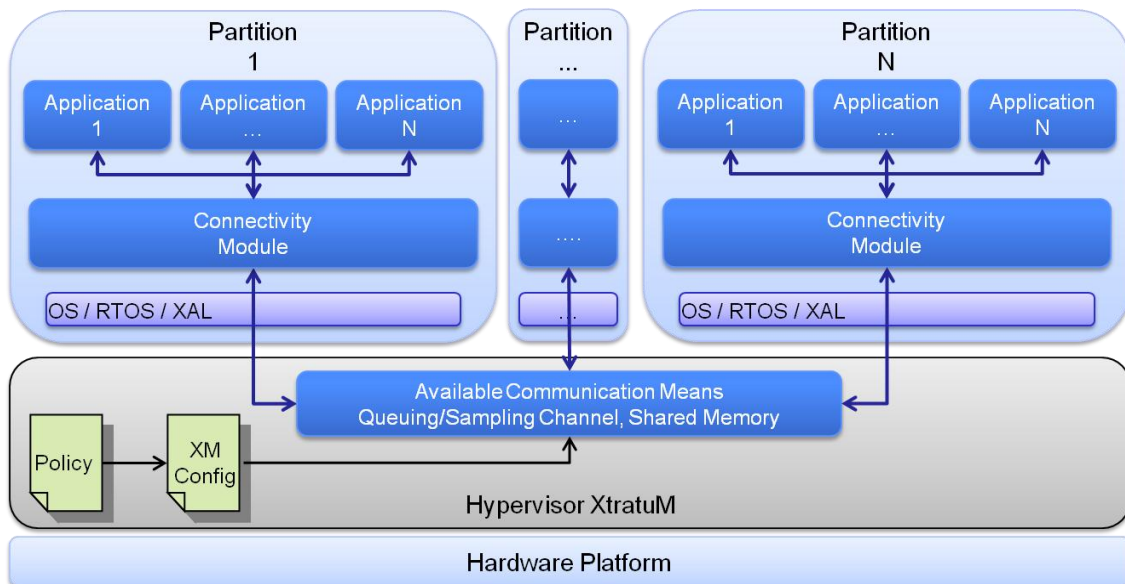 Partition
1
Partition
...
Partition
N
Application
1
Application
...
Application
N
...
Application
1
Application
...
Application
N
Connectivity
Module
....
Connectivity
Module
OS / RTOS / XAL
...
OS / RTOS / XAL
Available Communication Means
Queuing/Sampling Channel, Shared Memory
Policy
XM
Config
Hypervisor XtratuM
Hardware Platform